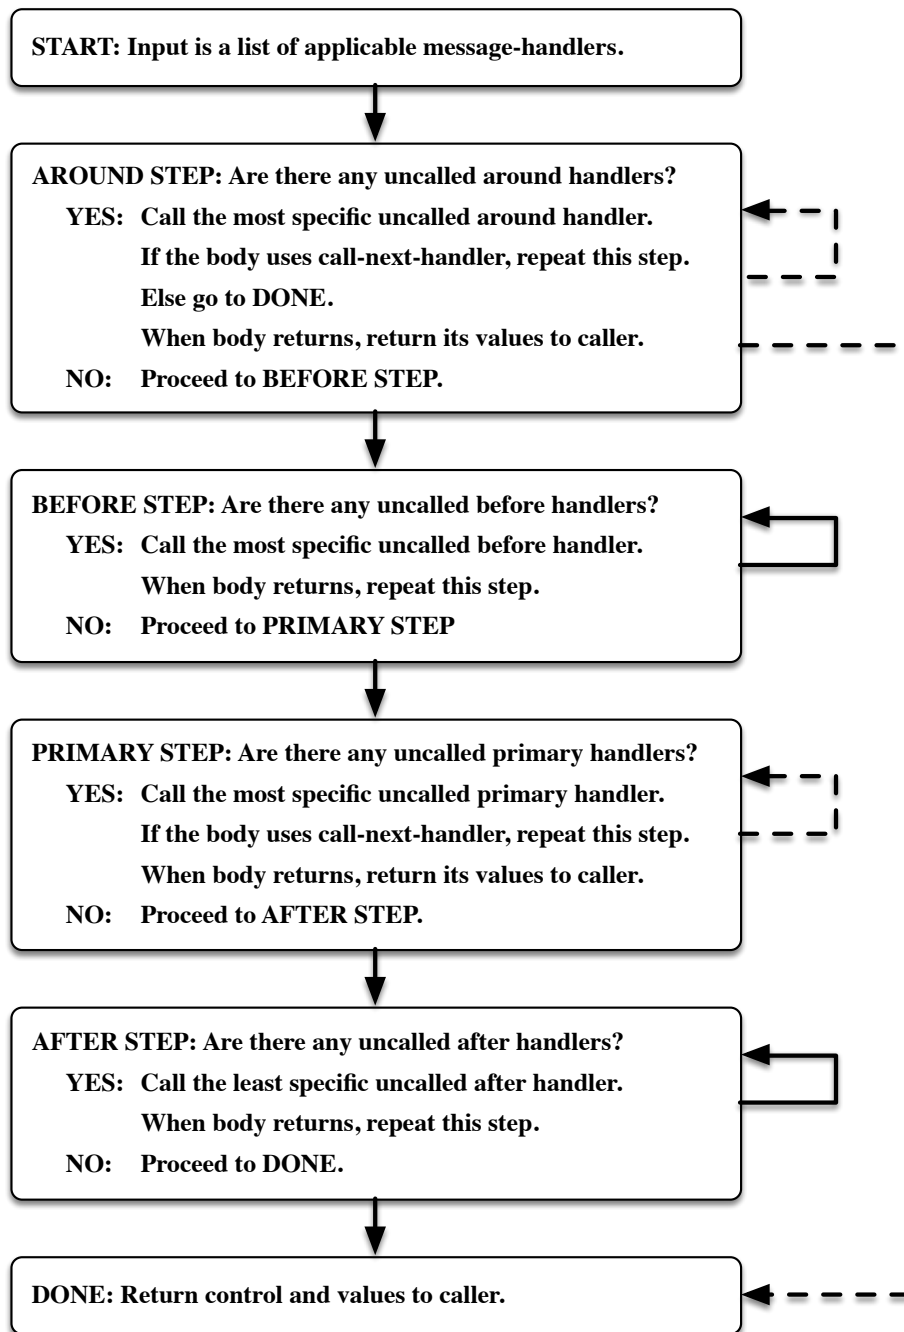 START: Input is a list of applicable message-handlers.
AROUND STEP: Are there any uncalled around handlers?
YES: Call the most specific uncalled around handler.
If the body uses call-next-handler, repeat this step.
Else go to DONE.
When body returns, return its values to caller.
NO: Proceed to BEFORE STEP.
BEFORE STEP: Are there any uncalled before handlers?
YES: Call the most specific uncalled before handler.
When body returns, repeat this step.
NO: Proceed to PRIMARY STEP
PRIMARY STEP: Are there any uncalled primary handlers?
YES: Call the most specific uncalled primary handler.
If the body uses call-next-handler, repeat this step.
When body returns, return its values to caller.
NO: Proceed to AFTER STEP.
AFTER STEP: Are there any uncalled after handlers?
YES: Call the least specific uncalled after handler.
When body returns, repeat this step.
NO: Proceed to DONE.
DONE: Return control and values to caller.